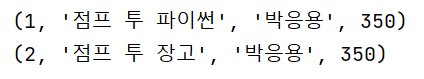 (1, '점프 투 파이썬', '박응용', 350)
(2, '점프 투 장고', '박응용', 350)